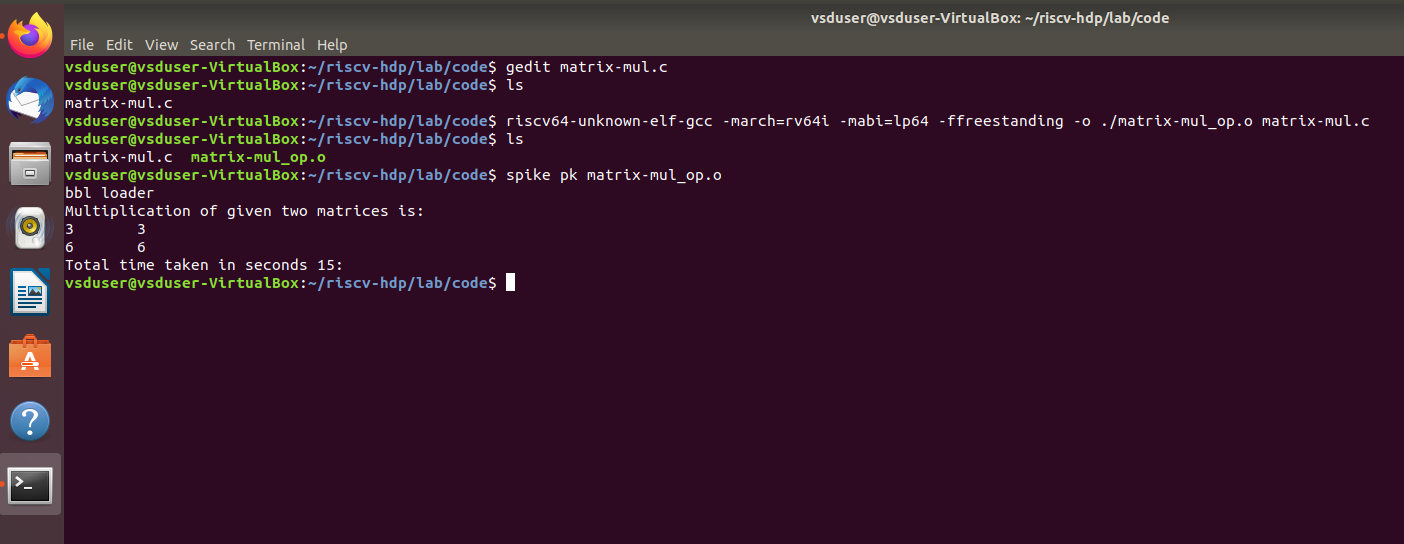 vsduser@vsduser-VirtualBox: ~/riscv-hdp/lab/code
File Edit View Search Terminal Help
vsduser@vsduser-VirtualBox:~/riscv-hdp/lab/code$ gedit matrix-mul.c
vsduser@vsduser-VirtualBox:~/riscv-hdp/lab/code$ ls
matrix-mul.c
vsduser@vsduser-VirtualBox:~/riscv-hdp/lab/code$ riscv64-unknown-elf-gcc -march=rv64i -mabi=lp64 -ffreestanding -o ./matrix-mul_op.o matrix-mul.c
vsduser@vsduser-VirtualBox:~/riscv-hdp/lab/code$ ls
matrix-mul.c  matrix-mul_op.o
vsduser@vsduser-VirtualBox:~/riscv-hdp/lab/code$ spike pk matrix-mul_op.o
bbl loader
Multiplication of given two matrices is:
3       3
6       6
Total time taken in seconds 15:
vsduser@vsduser-VirtualBox:~/riscv-hdp/lab/code$